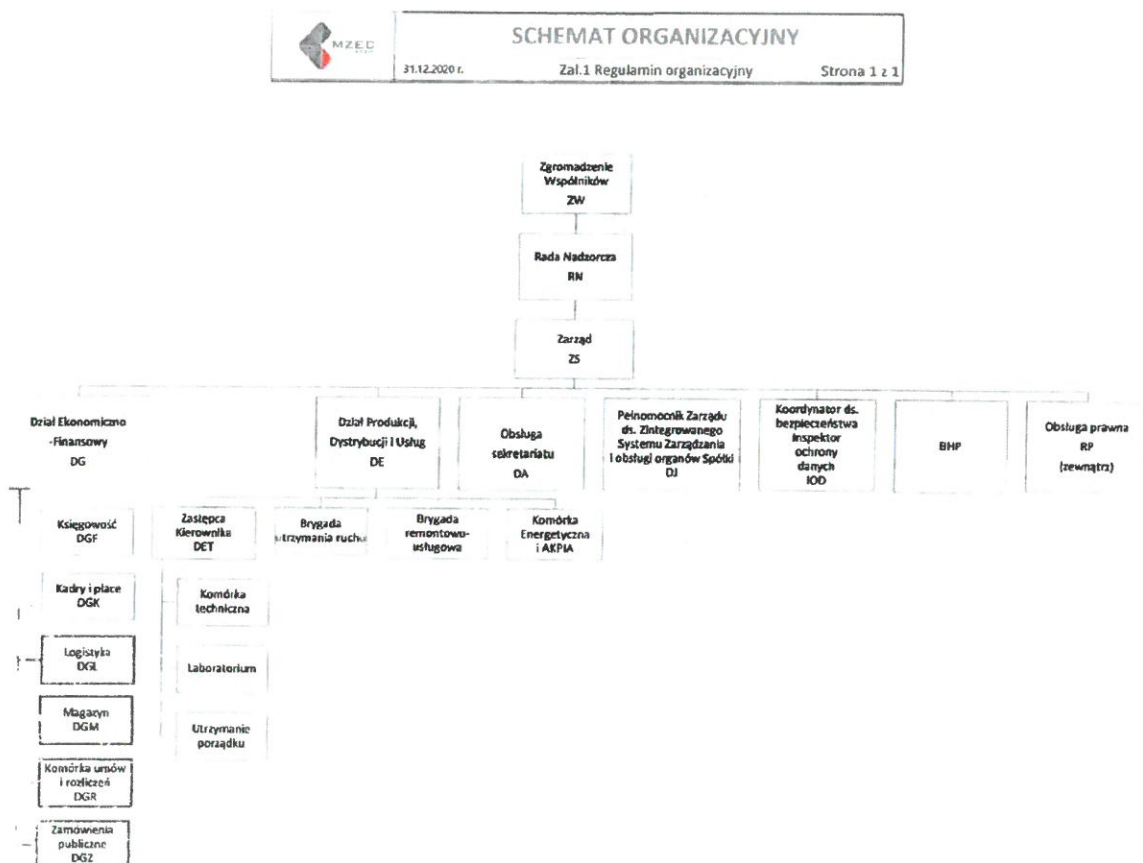 MZEC
SCHEMAT ORGANIZACYJNY
31.12.2020 r.
Zał.1 Regulamin organizacyjny
Strona 1 z 1
Zgromadzenie
Wspólników
ZW
Rada Nadzorcza
RN
Zarząd
ZS
Dział Ekonomiczno
-Finansowy
DG
Dział Produkcji,
Dystrybucji i Usług
DE
Obsługa
sekretariatu
DA
Pełnomocnik Zarządu
ds. Zintegrowanego
Systemu Zarządzania
i obsługi organów Spółki
DJ
Koordynator ds.
bezpieczeństwa
Inspektor
ochrony
danych
IOD
BHP
Obsługa prawna
RP
(zewnątrz)
Księgowość
DGF
Zastępca
Kierownika
DET
Brygada
utrzymania ruchu
Brygada
remontowo-
usługowa
Komórka
Energetyczna
i AKPIA
Kadry i płace
DGK
Komórka
techniczna
Logistyka
DGL
Laboratorium
Magazyn
DGM
Utrzymanie
porządku
Komórka umów
i rozliczeń
DGR
Zamówienia
publiczne
DGZ